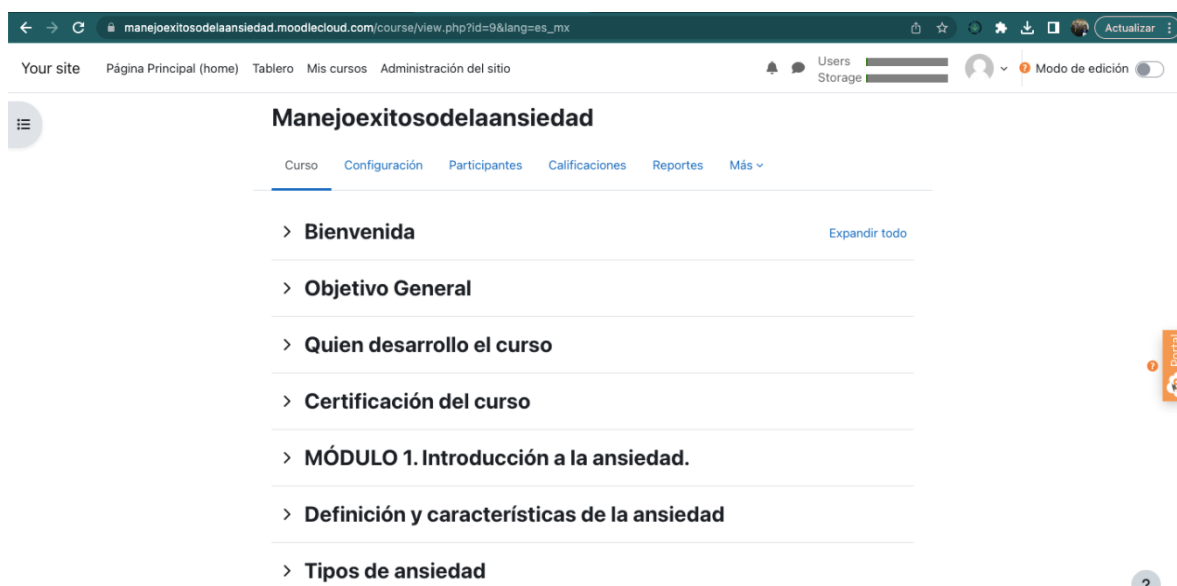 manejoexitosodelaansiedad.moodlecloud.com/course/view.php?id=9&lang=es_mx
Actualizar
Your site Página Principal (home) Tablero Mis cursos Administración del sitio Users Modo de edición
Storage
Manejoexitosodelaansiedad
Curso Configuración Participantes Calificaciones Reportes Más
Bienvenida Expandir todo
Objetivo General
Quien desarrollo el curso
Portal
Certificación del curso
MÓDULO 1. Introducción a la ansiedad.
Definición y características de la ansiedad
Tipos de ansiedad
?